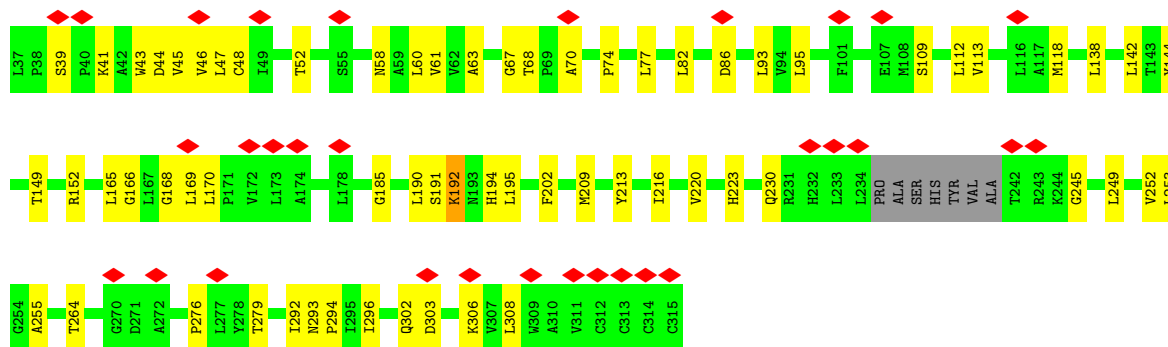 L37 P38 S39 P40 K41 A42 W43 D44 V45 V46 L47 C48 I49 T52 S55 N58 A59 L60 V61 V62 A63 G67 T68 P69 A70 P74 L77 L82 D86 L93 V94 L95 F101 E107 M108 S109 L112 V113 L116 A117 M118 L138 L142 T143
T149 R152 L165 G166 L167 G168 L169 L170 P171 V172 L173 A174 L178 G185 L190 S191 K192 N193 H194 L195 F202 M209 Y213 I216 V220 H223 Q230 R231 H232 L233 L234 PRO ALA SER HIS TYR VAL ALA T242 R243 K244 G245 L249 V252
G254 A255 T264 G270 D271 A272 P276 L277 Y278 T279 I292 N293 P294 I295 I296 Q302 D303 K306 V307 L308 W309 A310 V311 C312 C313 C314 C315